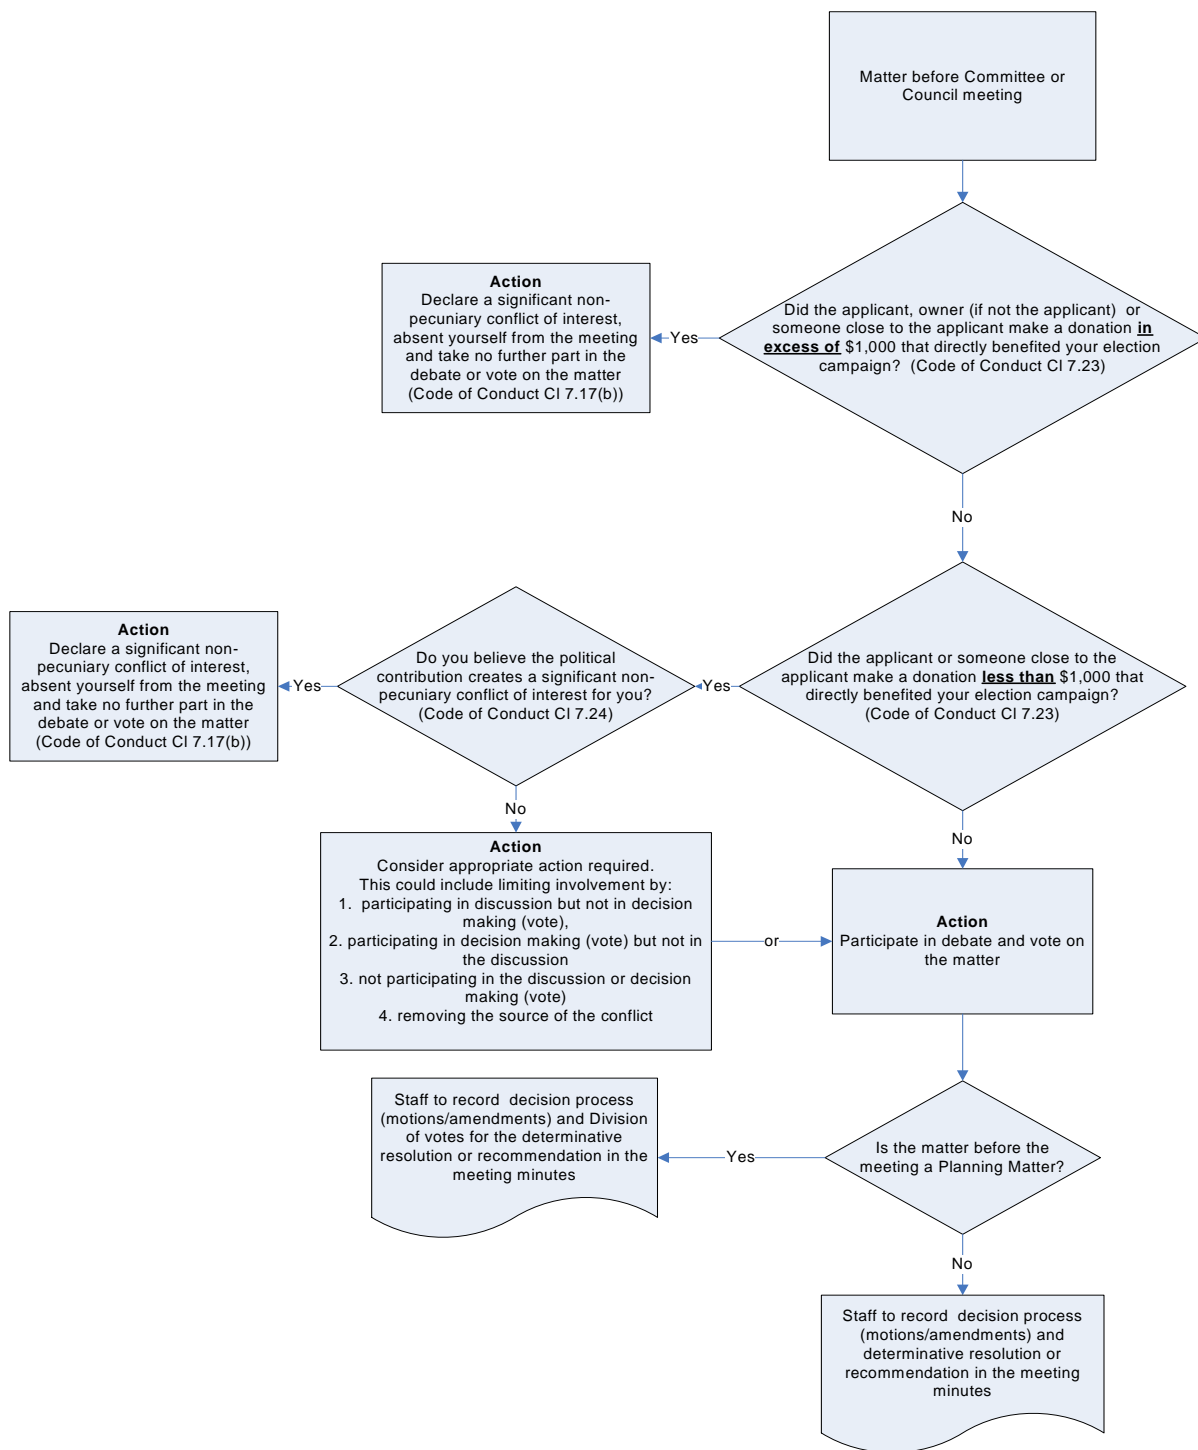 Matter before Committee or
Council meeting
Did the applicant, owner (if not the applicant)  or
someone close to the applicant make a donation in
excess of $1,000 that directly benefited your election
campaign?  (Code of Conduct Cl 7.23)
Yes
Action
Declare a significant non-
pecuniary conflict of interest,
absent yourself from the meeting
and take no further part in the
debate or vote on the matter
(Code of Conduct Cl 7.17(b))
No
Did the applicant or someone close to the
applicant make a donation less than $1,000 that
directly benefited your election campaign?
(Code of Conduct Cl 7.23)
Yes
Do you believe the political
contribution creates a significant non-
pecuniary conflict of interest for you?
(Code of Conduct Cl 7.24)
Yes
Action
Declare a significant non-
pecuniary conflict of interest,
absent yourself from the meeting
and take no further part in the
debate or vote on the matter
(Code of Conduct Cl 7.17(b))
No
Action
Consider appropriate action required.
This could include limiting involvement by:
1.  participating in discussion but not in decision
making (vote),
2. participating in decision making (vote) but not in
the discussion
3. not participating in the discussion or decision
making (vote)
4. removing the source of the conflict
or
No
Action
Participate in debate and vote on
the matter
Is the matter before the
meeting a Planning Matter?
Yes
Staff to record  decision process
(motions/amendments) and Division
of votes for the determinative
resolution or recommendation in the
meeting minutes
No
Staff to record  decision process
(motions/amendments) and
determinative resolution or
recommendation in the meeting
minutes